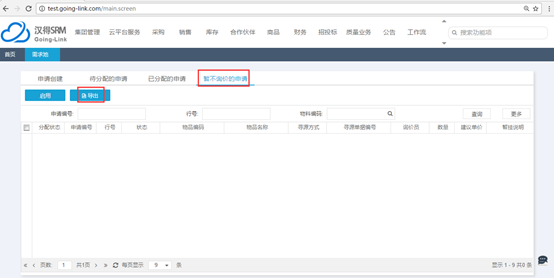 test.going-link.com/main.screen
汉得SRM
Going-Link
集团管理 云平台服务 采购 销售 库存 合作伙伴 商品 财务 招投标 质量业务 公告 工作流
搜索功能项
首页 需求池
申请创建 待分配的申请 已分配的申请 暂不询价的申请
启用 导出
申请编号: 行号: 物料编码: 查询 更多
分配状态 申请编号 行号 状态 物品编码 物品名称 寻源方式 寻源单据编号 询价员 数量 建议单价 暂挂说明
页数: 1 共1页 每页显示 9 条 显示 1 - 9 共0 条